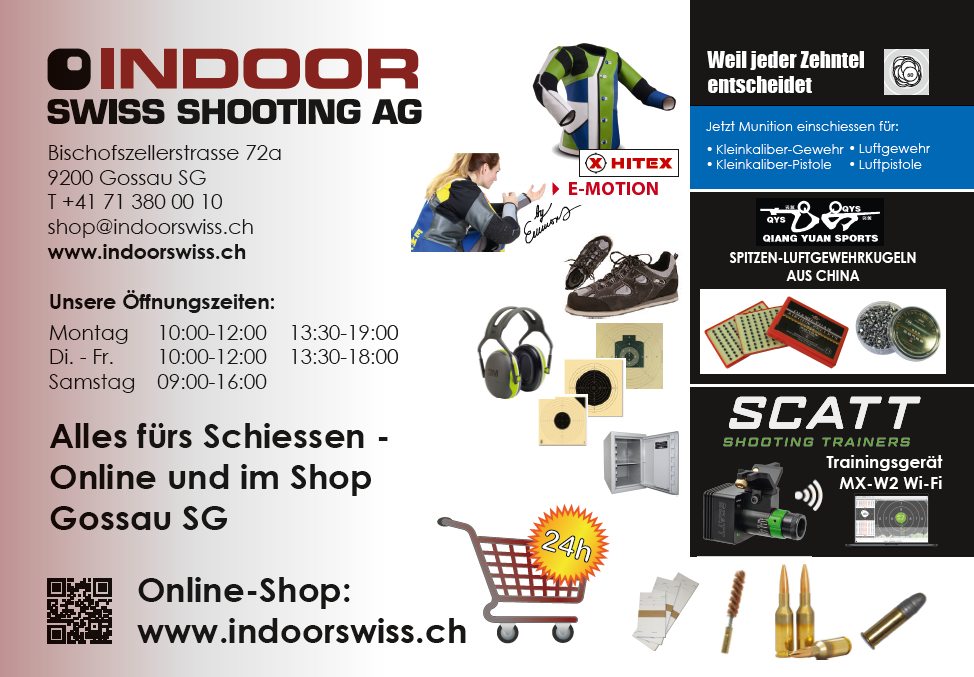 INDOOR
SWISS SHOOTING AG
Bischofszellerstrasse 72a
9200 Gossau SG
T +41 71 380 00 10
shop@indoorswiss.ch
www.indoorswiss.ch
Unsere Öffnungszeiten:
Montag 10:00-12:00 13:30-19:00
Di. - Fr. 10:00-12:00 13:30-18:00
Samstag 09:00-16:00
Alles fürs Schiessen -
Online und im Shop
Gossau SG
Online-Shop:
www.indoorswiss.ch
HITEX
E-MOTION
by
Emmons
24h
Weil jeder Zehntel
entscheidet
Jetzt Munition einschiessen für:
• Kleinkaliber-Gewehr • Luftgewehr
• Kleinkaliber-Pistole • Luftpistole
QYS QYS
QIANG YUAN SPORTS
SPITZEN-LUFTGEWEHRKUGELN
AUS CHINA
SCATT
SHOOTING TRAINERS
Trainingsgerät
MX-W2 Wi-Fi
SCATT